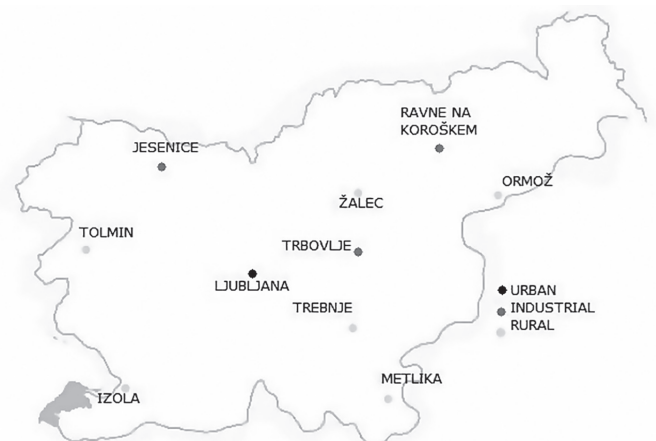 RAVNE NA
KOROŠKEM
JESENICE
ORMOŽ
ŽALEC
TOLMIN
TRBOVLJE
LJUBLJANA
URBAN
TREBNJE
INDUSTRIAL
RURAL
METLIKA
IZOLA